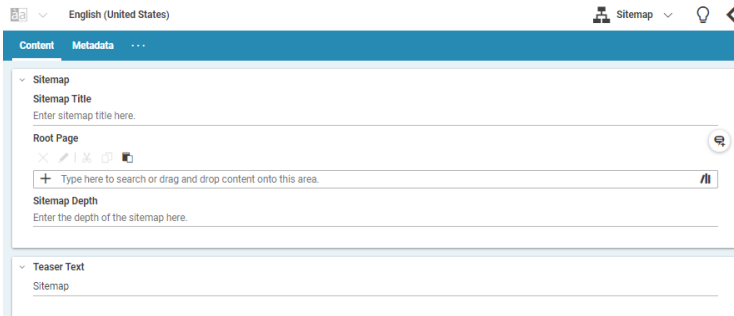 English (United States)
Sitemap
Content
Metadata
...
Sitemap
Sitemap Title
Enter sitemap title here.
Root Page
Type here to search or drag and drop content onto this area.
Sitemap Depth
Enter the depth of the sitemap here.
Teaser Text
Sitemap